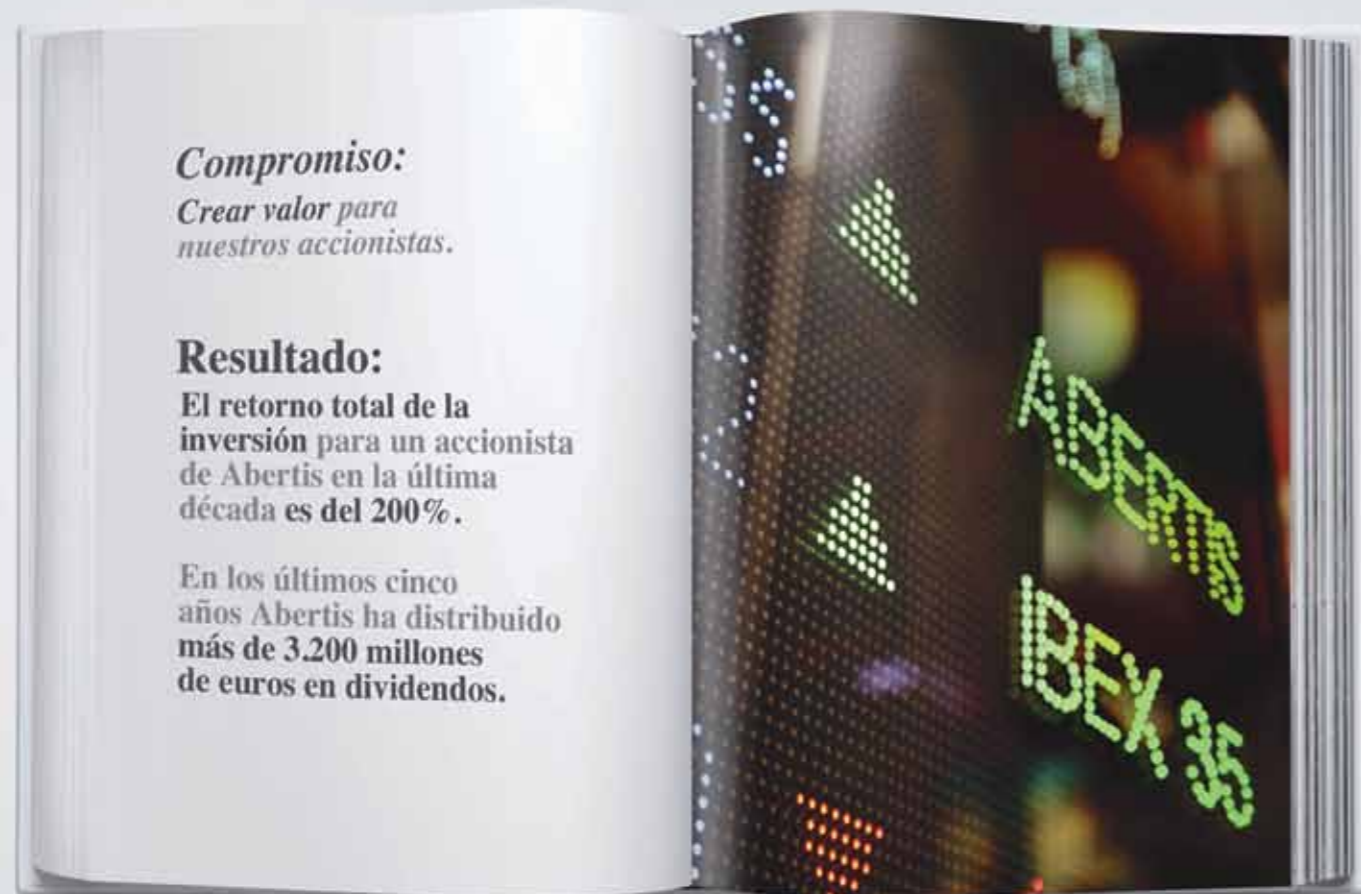 Compromiso:
Crear valor para
nuestros accionistas.
Resultado:
El retorno total de la
inversión para un accionista
de Abertis en la última
década es del 200%.
En los últimos cinco
años Abertis ha distribuido
más de 3.200 millones
de euros en dividendos.
ABERTIS
IBEX 35